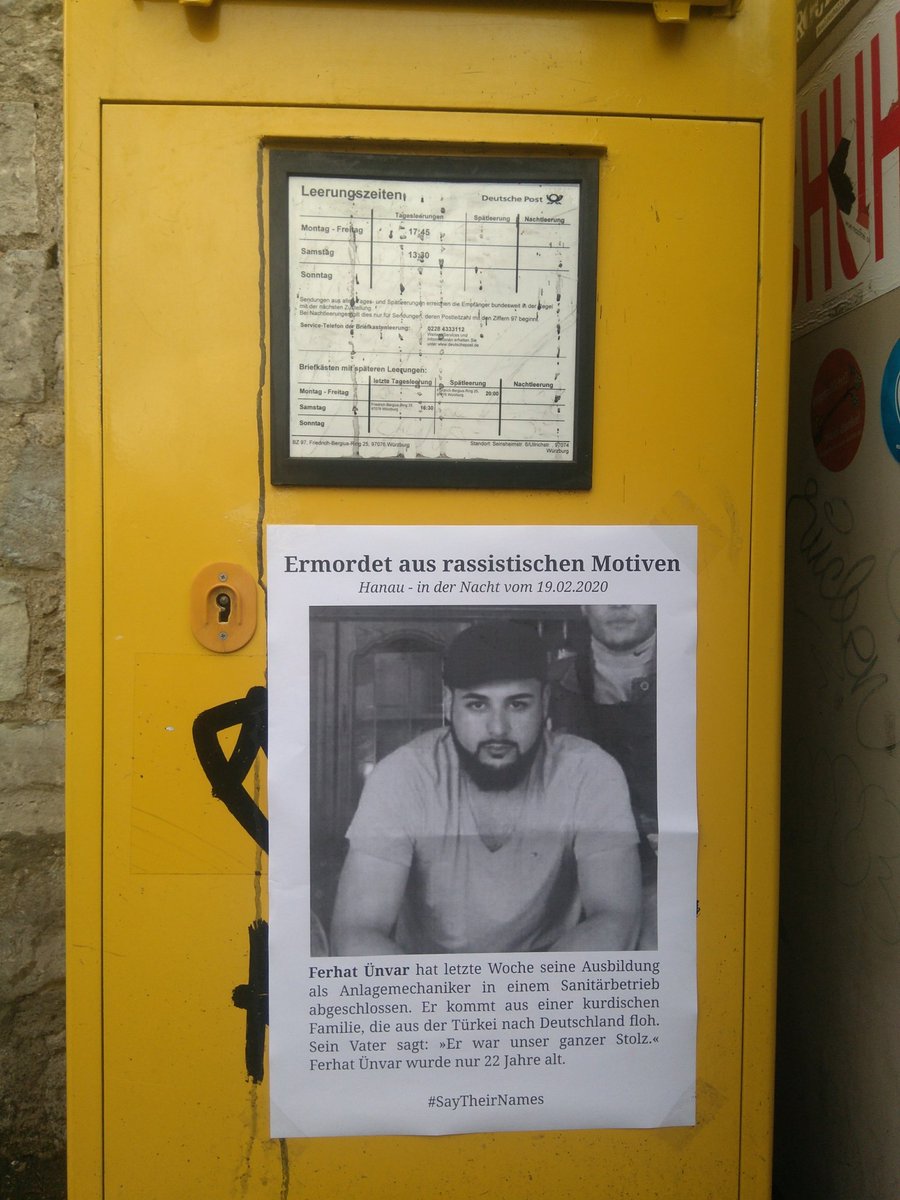 Leerungszeiten
Deutsche Post
Tagesleerungen Spätleerung Nachtleerung
Montag - Freitag 17:45
Samstag 13:30
Sonntag
Sendungen aus allen Tages- und Spätleerungen erreichen die Empfänger bundesweit in der Regel
mit der nächsten Zustellung.
Bei Nachtleerungen gilt dies nur für Sendungen, deren Postleitzahl mit den Ziffern 97 beginnt.
Service-Telefon der Briefkastenleerung: 0228 4333112
Weitere Services und
Informationen erhalten Sie
unter www.deutschepost.de
Briefkästen mit späteren Leerungen:
letzte Tagesleerung Spätleerung Nachtleerung
Montag - Freitag Friedrich-Bergius-Ring 25, 97076 Würzburg 20:00
Samstag Friedrich-Bergius-Ring 25, 97076 Würzburg 16:30
Sonntag
BZ 97, Friedrich-Bergius-Ring 25, 97076 Würzburg
Standort: Seinsheimstr. 6/Ulrichstr. , 97074
Würzburg
Ermordet aus rassistischen Motiven
Hanau - in der Nacht vom 19.02.2020
Ferhat Ünvar hat letzte Woche seine Ausbildung
als Anlagemechaniker in einem Sanitärbetrieb
abgeschlossen. Er kommt aus einer kurdischen
Familie, die aus der Türkei nach Deutschland floh.
Sein Vater sagt: »Er war unser ganzer Stolz.«
Ferhat Ünvar wurde nur 22 Jahre alt.
#SayTheirNames